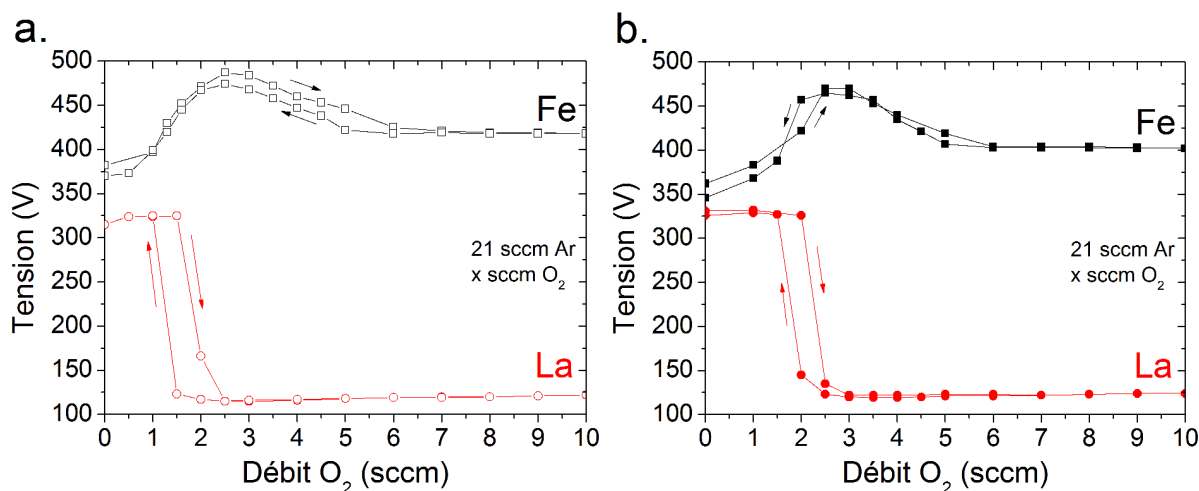 a.
500
450
400
350
300
250
200
150
100
Tension (V)
Fe
21 sccm Ar
x sccm O2
La
0 1 2 3 4 5 6 7 8 9 10
Débit O2 (sccm)
b.
500
450
400
350
300
250
200
150
100
Tension (V)
Fe
21 sccm Ar
x sccm O2
La
0 1 2 3 4 5 6 7 8 9 10
Débit O2 (sccm)